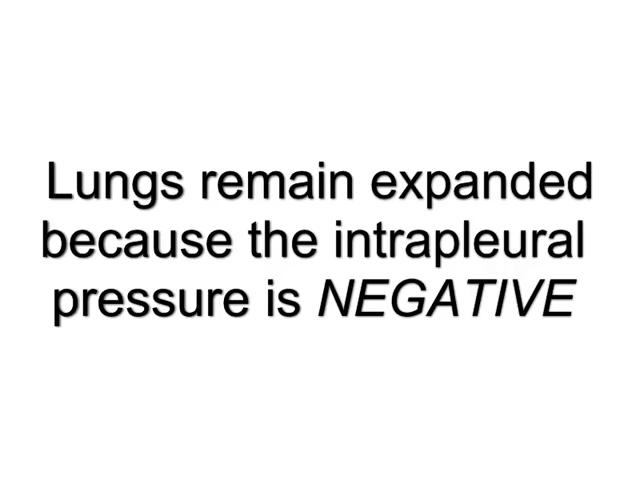 Lungs remain expanded
because the intrapleural
pressure is NEGATIVE